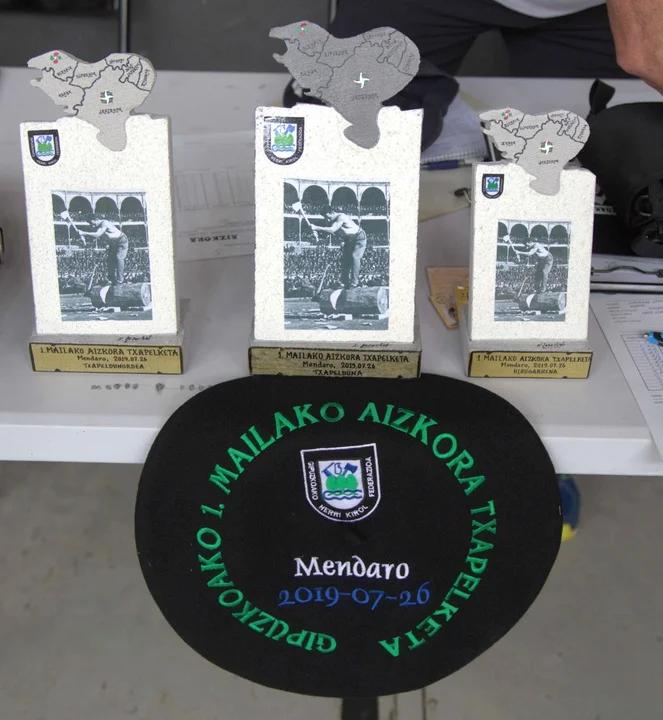 1. MAILAKO AIZKORA TXAPELKETA
Mendaro, 2019.07.26
TXAPELDUNORDEA
1. MAILAKO AIZKORA TXAPELKETA
Mendaro, 2019.07.26
TXAPELDUNA
1. MAILAKO AIZKORA TXAPELKETA
Mendaro, 2019.07.26
HIRUGARRENA
AIZKORA
GIPUZKOAKO 1. MAILAKO AIZKORA TXAPELKETA
GIPUZKOAKO HERRI KIROL FEDERAZIOA
Mendaro
2019-07-26